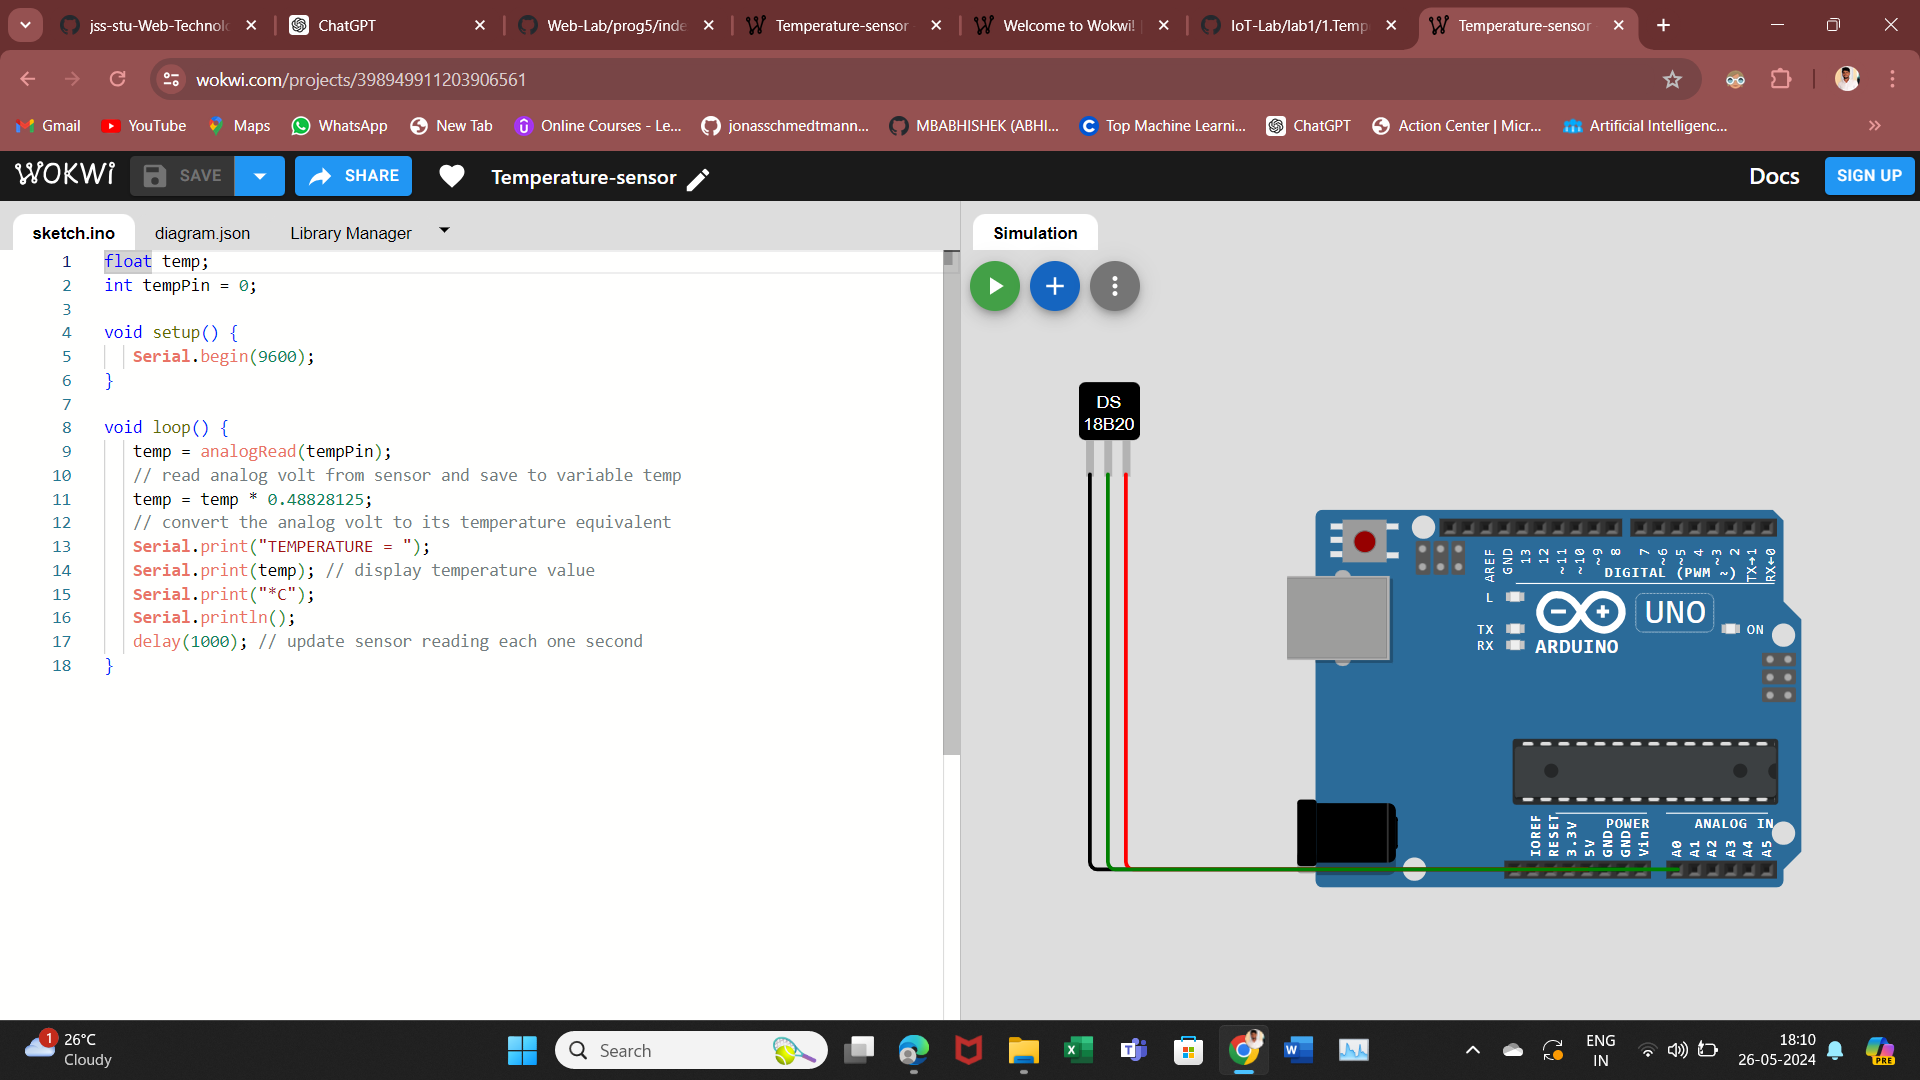 jss-stu-Web-Technolo
ChatGPT
Web-Lab/prog5/inde
Temperature-sensor -
Welcome to Wokwi! |
IoT-Lab/lab1/1.Temp
Temperature-sensor
wokwi.com/projects/398949911203906561
Gmail
YouTube
Maps
WhatsApp
New Tab
Online Courses - Le...
jonasschmedtmann...
MBABHISHEK (ABHI...
Top Machine Learni...
ChatGPT
Action Center | Micr...
Artificial Intelligenc...
WOKWi
SAVE
SHARE
Temperature-sensor
Docs
SIGN UP
sketch.ino
diagram.json
Library Manager
Simulation
1 float temp;
2 int tempPin = 0;
3
4 void setup() {
5 Serial.begin(9600);
6 }
7
8 void loop() {
9 temp = analogRead(tempPin);
10 // read analog volt from sensor and save to variable temp
11 temp = temp * 0.48828125;
12 // convert the analog volt to its temperature equivalent
13 Serial.print("TEMPERATURE = ");
14 Serial.print(temp); // display temperature value
15 Serial.print("*C");
16 Serial.println();
17 delay(1000); // update sensor reading each one second
18 }
DS
18B20
AREF
GND
13
12
~11
~10
~9
8
7
~6
~5
4
~3
2
TX→1
RX←0
DIGITAL (PWM ~)
L
TX
RX
UNO
ARDUINO
ON
IOREF
RESET
3.3V
5V
GND
GND
Vin
POWER
ANALOG IN
A0
A1
A2
A3
A4
A5
1
26°C
Cloudy
Search
ENG
IN
18:10
26-05-2024
PRE